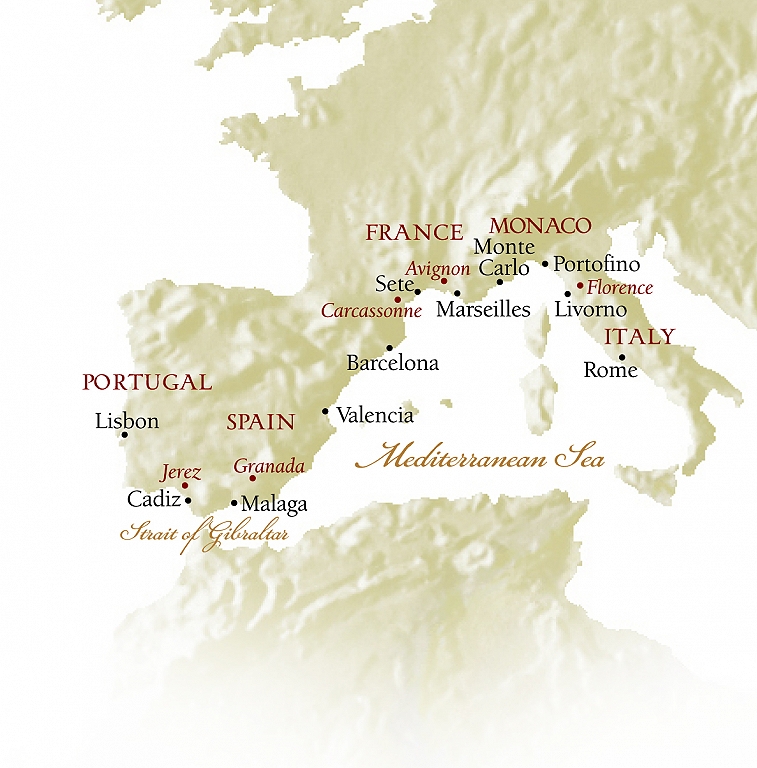 FRANCE
MONACO
Monte
Carlo
Portofino
Avignon
Sete
Florence
Carcassonne
Marseilles
Livorno
ITALY
Barcelona
Rome
PORTUGAL
Lisbon
SPAIN
Valencia
Mediterranean Sea
Jerez
Granada
Cadiz
Malaga
Strait of Gibraltar